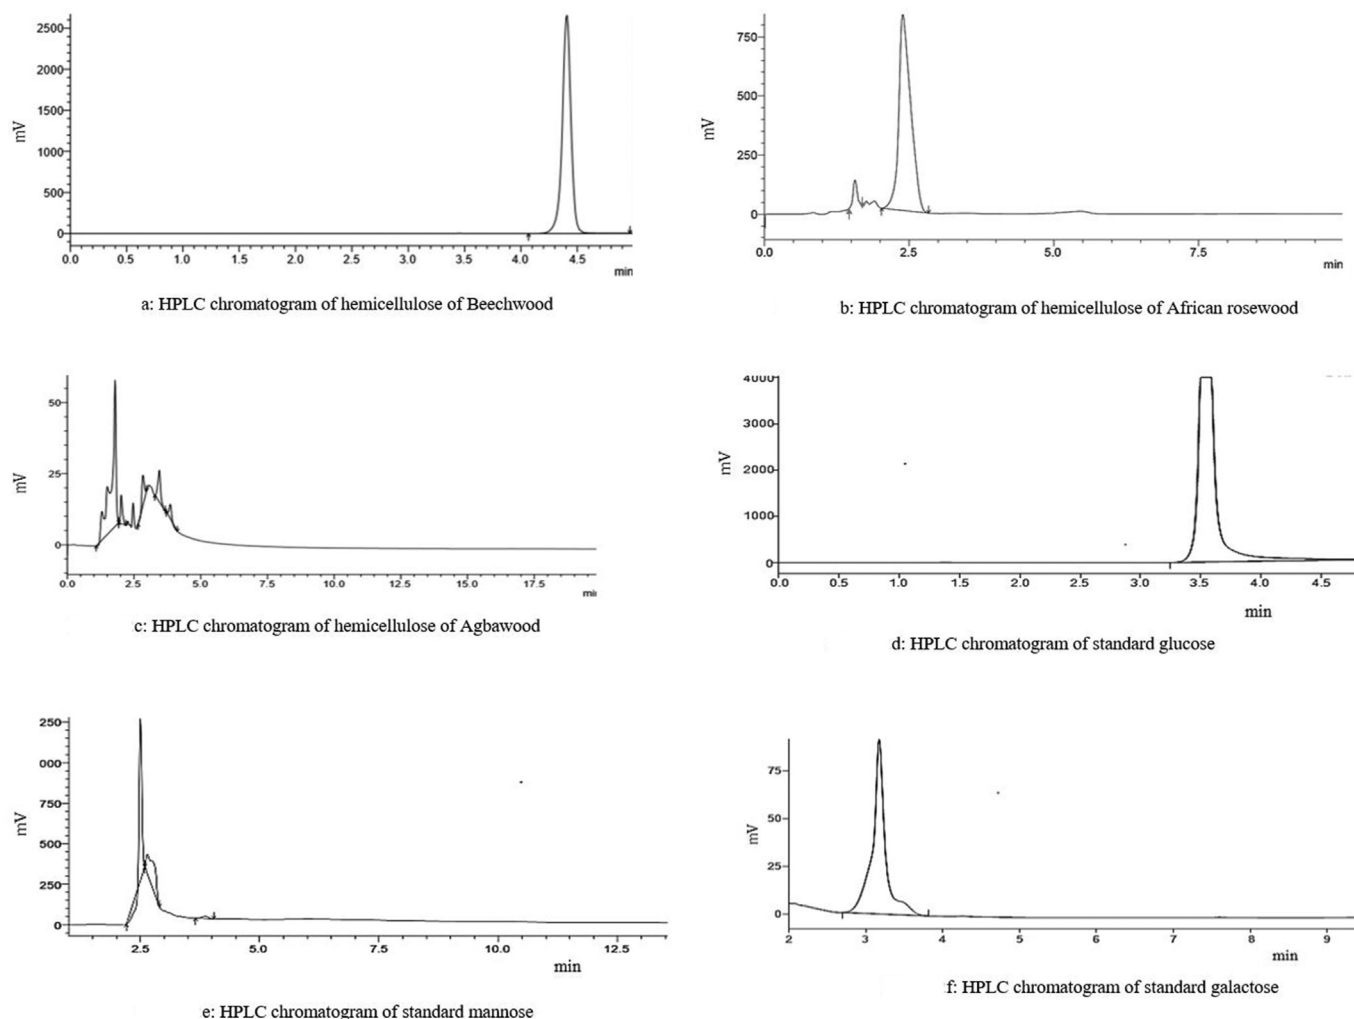 2500
2000
1500
1000
500
0
mV
0.0 0.5 1.0 1.5 2.0 2.5 3.0 3.5 4.0 4.5
min
a: HPLC chromatogram of hemicellulose of Beechwood
750
500
250
0
mV
0.0 2.5 5.0 7.5
min
b: HPLC chromatogram of hemicellulose of African rosewood
50
25
0
mV
0.0 2.5 5.0 7.5 10.0 12.5 15.0 17.5
c: HPLC chromatogram of hemicellulose of Agbawood
4000
3000
2000
1000
0
mV
0.0 0.5 1.0 1.5 2.0 2.5 3.0 3.5 4.0 4.5
min
d: HPLC chromatogram of standard glucose
250
000
750
500
250
0
mV
2.5 5.0 7.5 10.0 12.5
min
e: HPLC chromatogram of standard mannose
75
50
25
0
mV
2 3 4 5 6 7 8 9
min
f: HPLC chromatogram of standard galactose